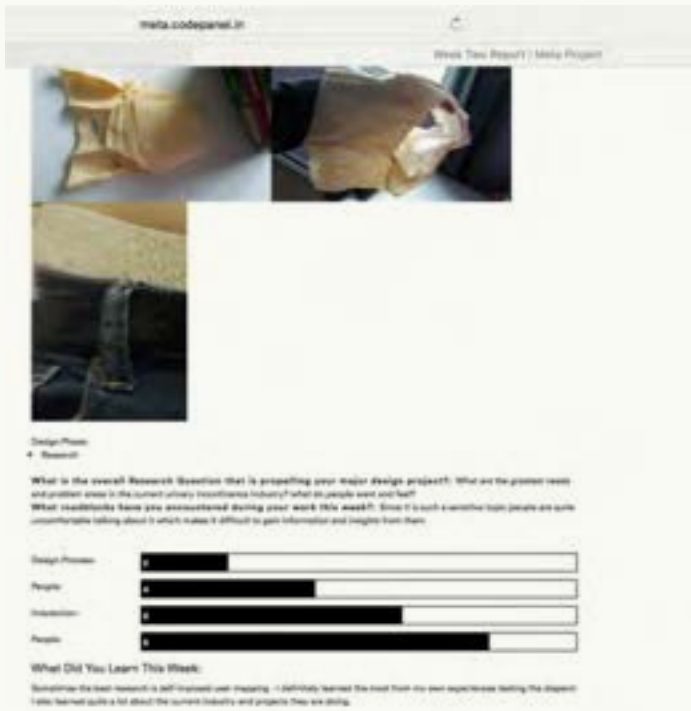 meta.codepanel.in
Week Two Report | Meta Project
Design Phase:
Research
What is the overall Research Question that is propelling your major design project?: What are the greatest needs
and problem areas in the current urinary incontinence industry? what do people want and feel?
What roadblocks have you encountered during your work this week?: Since it is such a sensitive topic people are quite
uncomfortable talking about it which makes it difficult to gain information and insights from them
Design Process:
People:
People:
What Did You Learn This Week:
Sometimes the best research is self imposed user mapping. I definitely learned the most from my own experiences testing the
I also learned quite a lot about the current industry and projects they are doing.